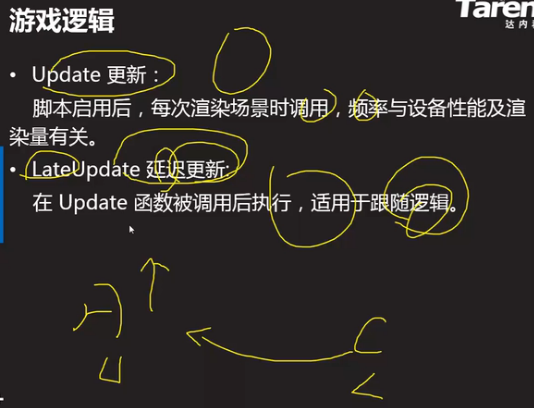 游戏逻辑
Taren
达内
• Update 更新：
脚本启用后，每次渲染场景时调用，频率与设备性能及渲
染量有关。
• LateUpdate 延迟更新:
在 Update 函数被调用后执行，适用于跟随逻辑。